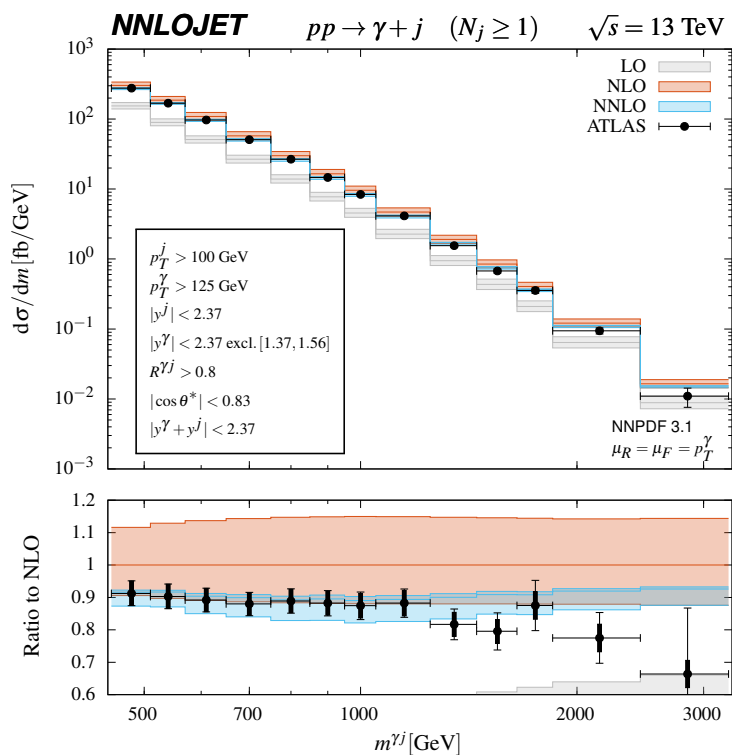 NNLOJET pp → γ + j (N_j ≥ 1) √s = 13 TeV
10^3
10^2
10^1
10^0
10^−1
10^−2
10^−3
dσ/dm [fb/GeV]
LO
NLO
NNLO
ATLAS
p_T^j > 100 GeV
p_T^γ > 125 GeV
|y^j| < 2.37
|y^γ| < 2.37 excl. [1.37, 1.56]
R^{γj} > 0.8
|cos θ*| < 0.83
|y^γ + y^j| < 2.37
NNPDF 3.1
μ_R = μ_F = p_T^γ
1.2
1.1
1
0.9
0.8
0.7
0.6
Ratio to NLO
500 700 1000 2000 3000
m^{γj} [GeV]